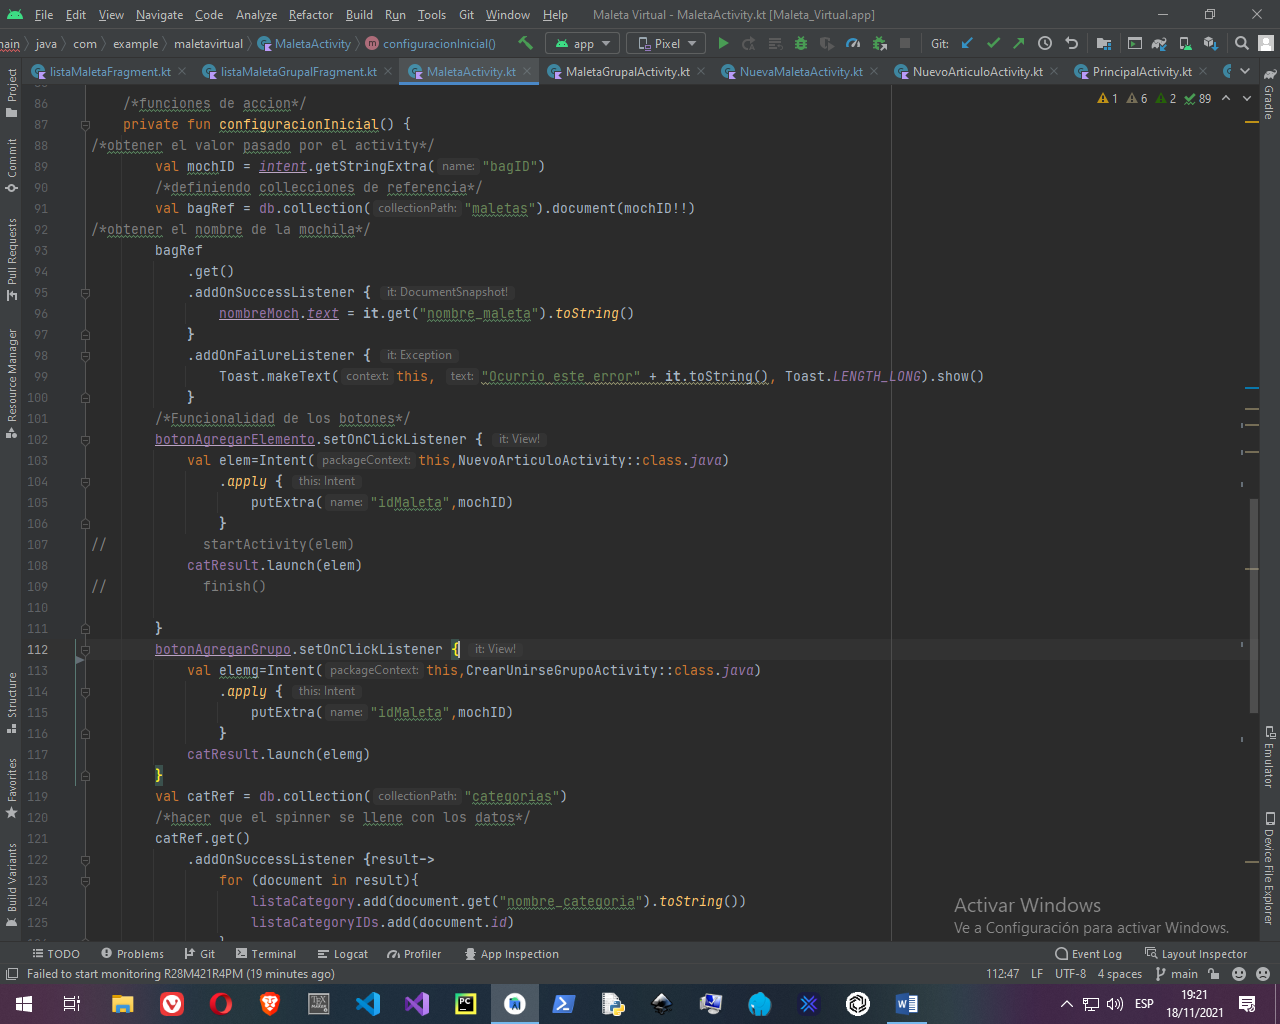 File Edit View Navigate Code Analyze Refactor Build Run Tools Git Window Help Maleta Virtual - MaletaActivity.kt [Maleta_Virtual.app]
main java com example maletavirtual MaletaActivity configuracionInicial() app Pixel Git:
listaMaletaFragment.kt listaMaletaGrupalFragment.kt MaletaActivity.kt MaletaGrupalActivity.kt NuevaMaletaActivity.kt NuevoArticuloActivity.kt PrincipalActivity.kt
1 6 2 89
86 /*funciones de accion*/
87 private fun configuracionInicial() {
88 /*obtener el valor pasado por el activity*/
89 val mochID = intent.getStringExtra( name: "bagID")
90 /*definiendo collecciones de referencia*/
91 val bagRef = db.collection( collectionPath: "maletas").document(mochID!!)
92 /*obtener el nombre de la mochila*/
93 bagRef
94 .get()
95 .addOnSuccessListener { it: DocumentSnapshot!
96 nombreMoch.text = it.get("nombre_maleta").toString()
97 }
98 .addOnFailureListener { it: Exception
99 Toast.makeText( context: this, text: "Ocurrio este error" + it.toString(), Toast.LENGTH_LONG).show()
100 }
101 /*Funcionalidad de los botones*/
102 botonAgregarElemento.setOnClickListener { it: View!
103 val elem=Intent( packageContext: this,NuevoArticuloActivity::class.java)
104 .apply { this: Intent
105 putExtra( name: "idMaleta",mochID)
106 }
107 // startActivity(elem)
108 catResult.launch(elem)
109 // finish()
110
111 }
112 botonAgregarGrupo.setOnClickListener { it: View!
113 val elemg=Intent( packageContext: this,CrearUnirseGrupoActivity::class.java)
114 .apply { this: Intent
115 putExtra( name: "idMaleta",mochID)
116 }
117 catResult.launch(elemg)
118 }
119 val catRef = db.collection( collectionPath: "categorias")
120 /*hacer que el spinner se llene con los datos*/
121 catRef.get()
122 .addOnSuccessListener {result->
123 for (document in result){
124 listaCategory.add(document.get("nombre_categoria").toString())
125 listaCategoryIDs.add(document.id)
Project
Commit
Pull Requests
Resource Manager
Structure
Favorites
Build Variants
Gradle
Emulator
Device File Explorer
Activar Windows
Ve a Configuración para activar Windows.
TODO Problems Git Terminal Logcat Profiler App Inspection Event Log Layout Inspector
Failed to start monitoring R28M421R4PM (19 minutes ago) 112:47 LF UTF-8 4 spaces main
ESP 19:21
18/11/2021